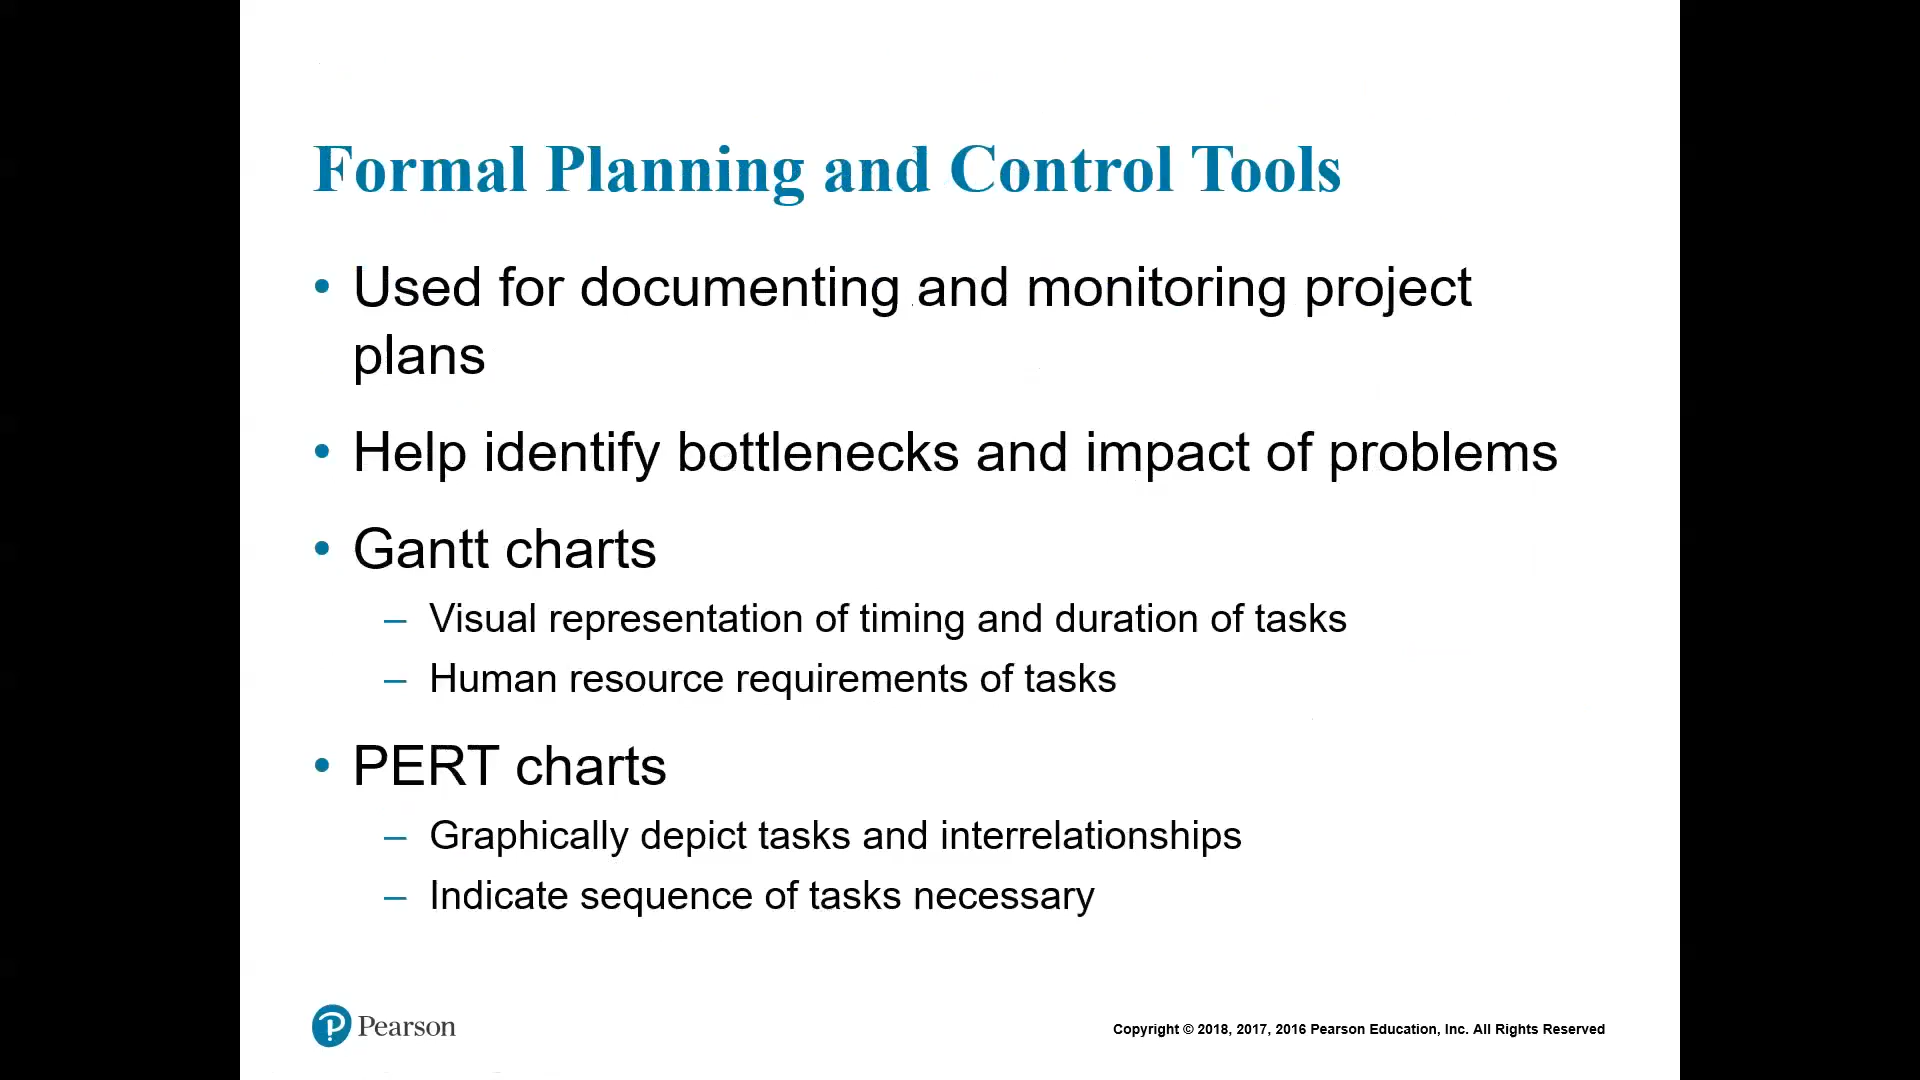 Formal Planning and Control Tools
• Used for documenting and monitoring project
plans
• Help identify bottlenecks and impact of problems
• Gantt charts
– Visual representation of timing and duration of tasks
– Human resource requirements of tasks
• PERT charts
– Graphically depict tasks and interrelationships
– Indicate sequence of tasks necessary
Pearson
Copyright © 2018, 2017, 2016 Pearson Education, Inc. All Rights Reserved